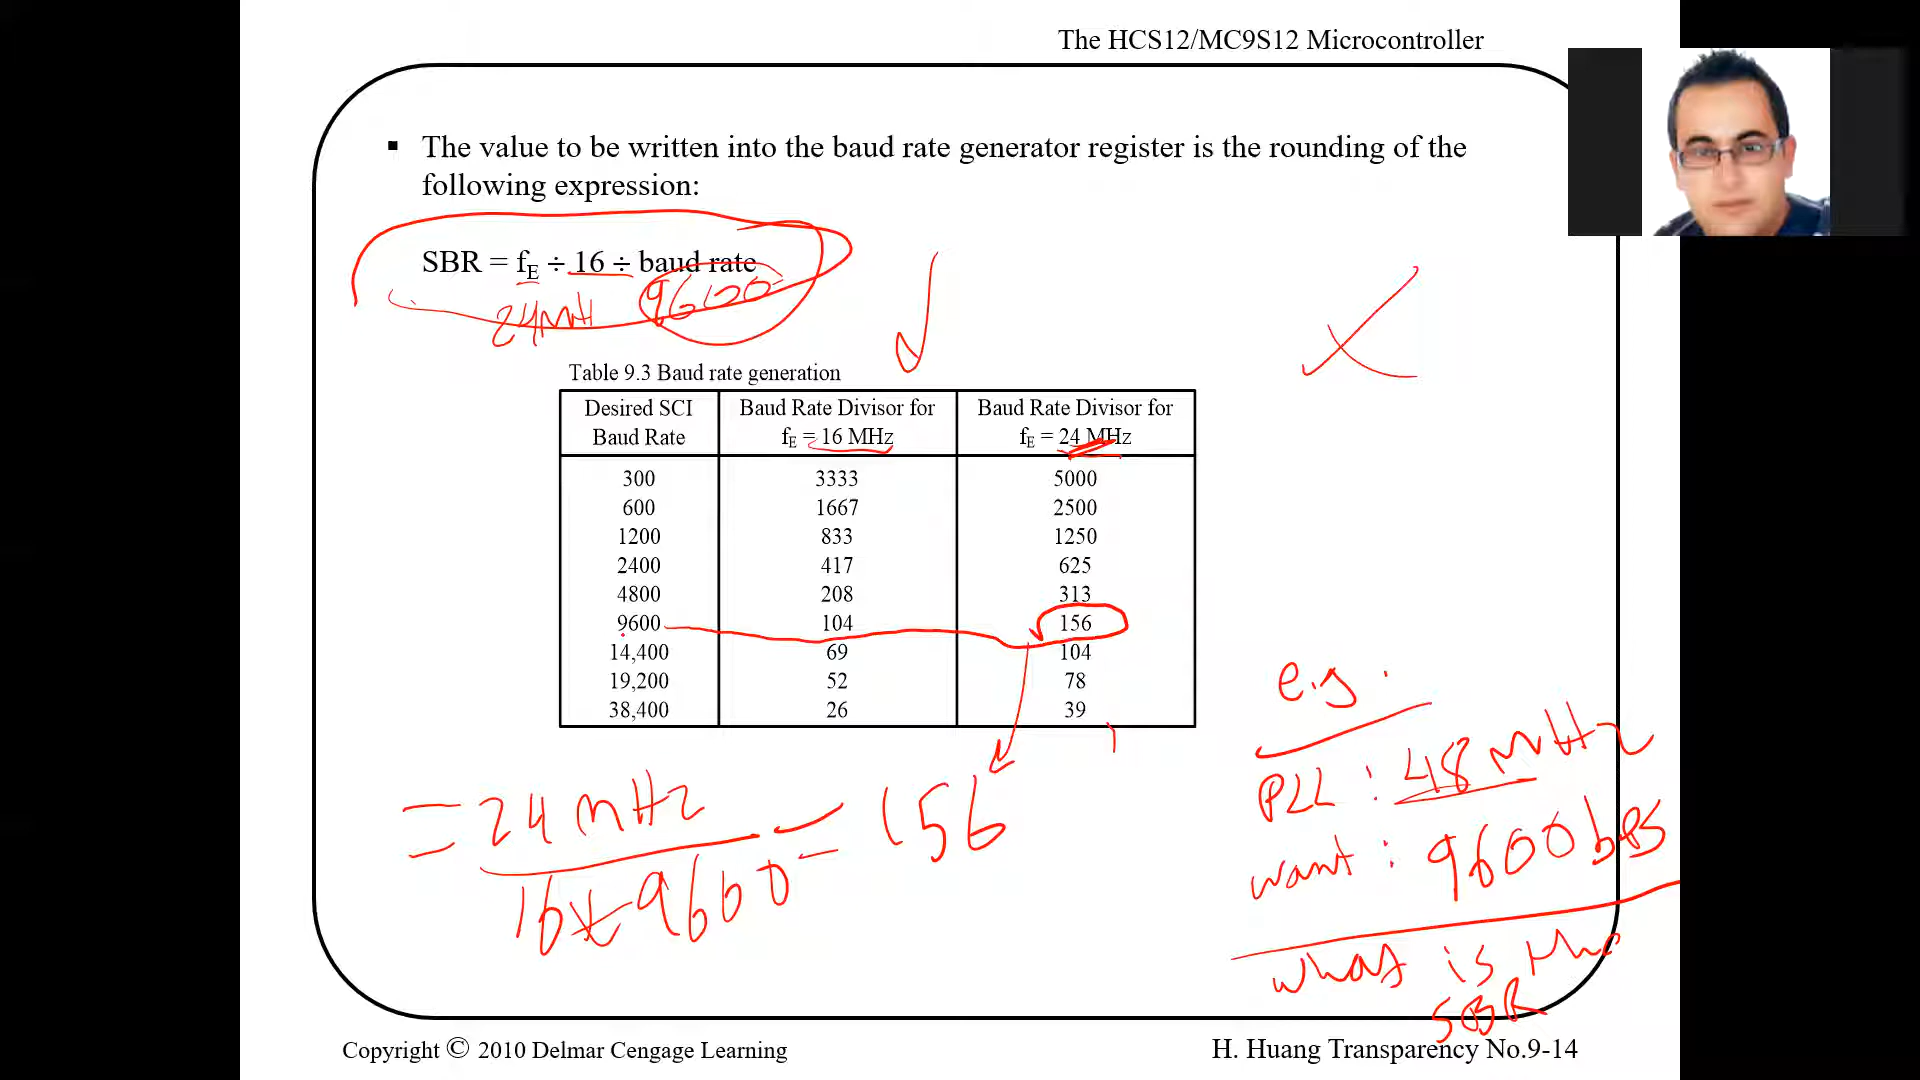 The HCS12/MC9S12 Microcontroller
▪ The value to be written into the baud rate generator register is the rounding of the
following expression:
SBR = fE ÷ 16 ÷ baud rate
24MH 9600
Table 9.3 Baud rate generation
Desired SCI Baud Rate | Baud Rate Divisor for fE = 16 MHz | Baud Rate Divisor for fE = 24 MHz
300 3333 5000
600 1667 2500
1200 833 1250
2400 417 625
4800 208 313
9600 104 156
14,400 69 104
19,200 52 78
38,400 26 39
= 24 mHz
16 * 9600
= 156
e.g.
PLL : 48 MHz
want : 9600 bps
what is the
SBR
Copyright © 2010 Delmar Cengage Learning
H. Huang Transparency No.9-14